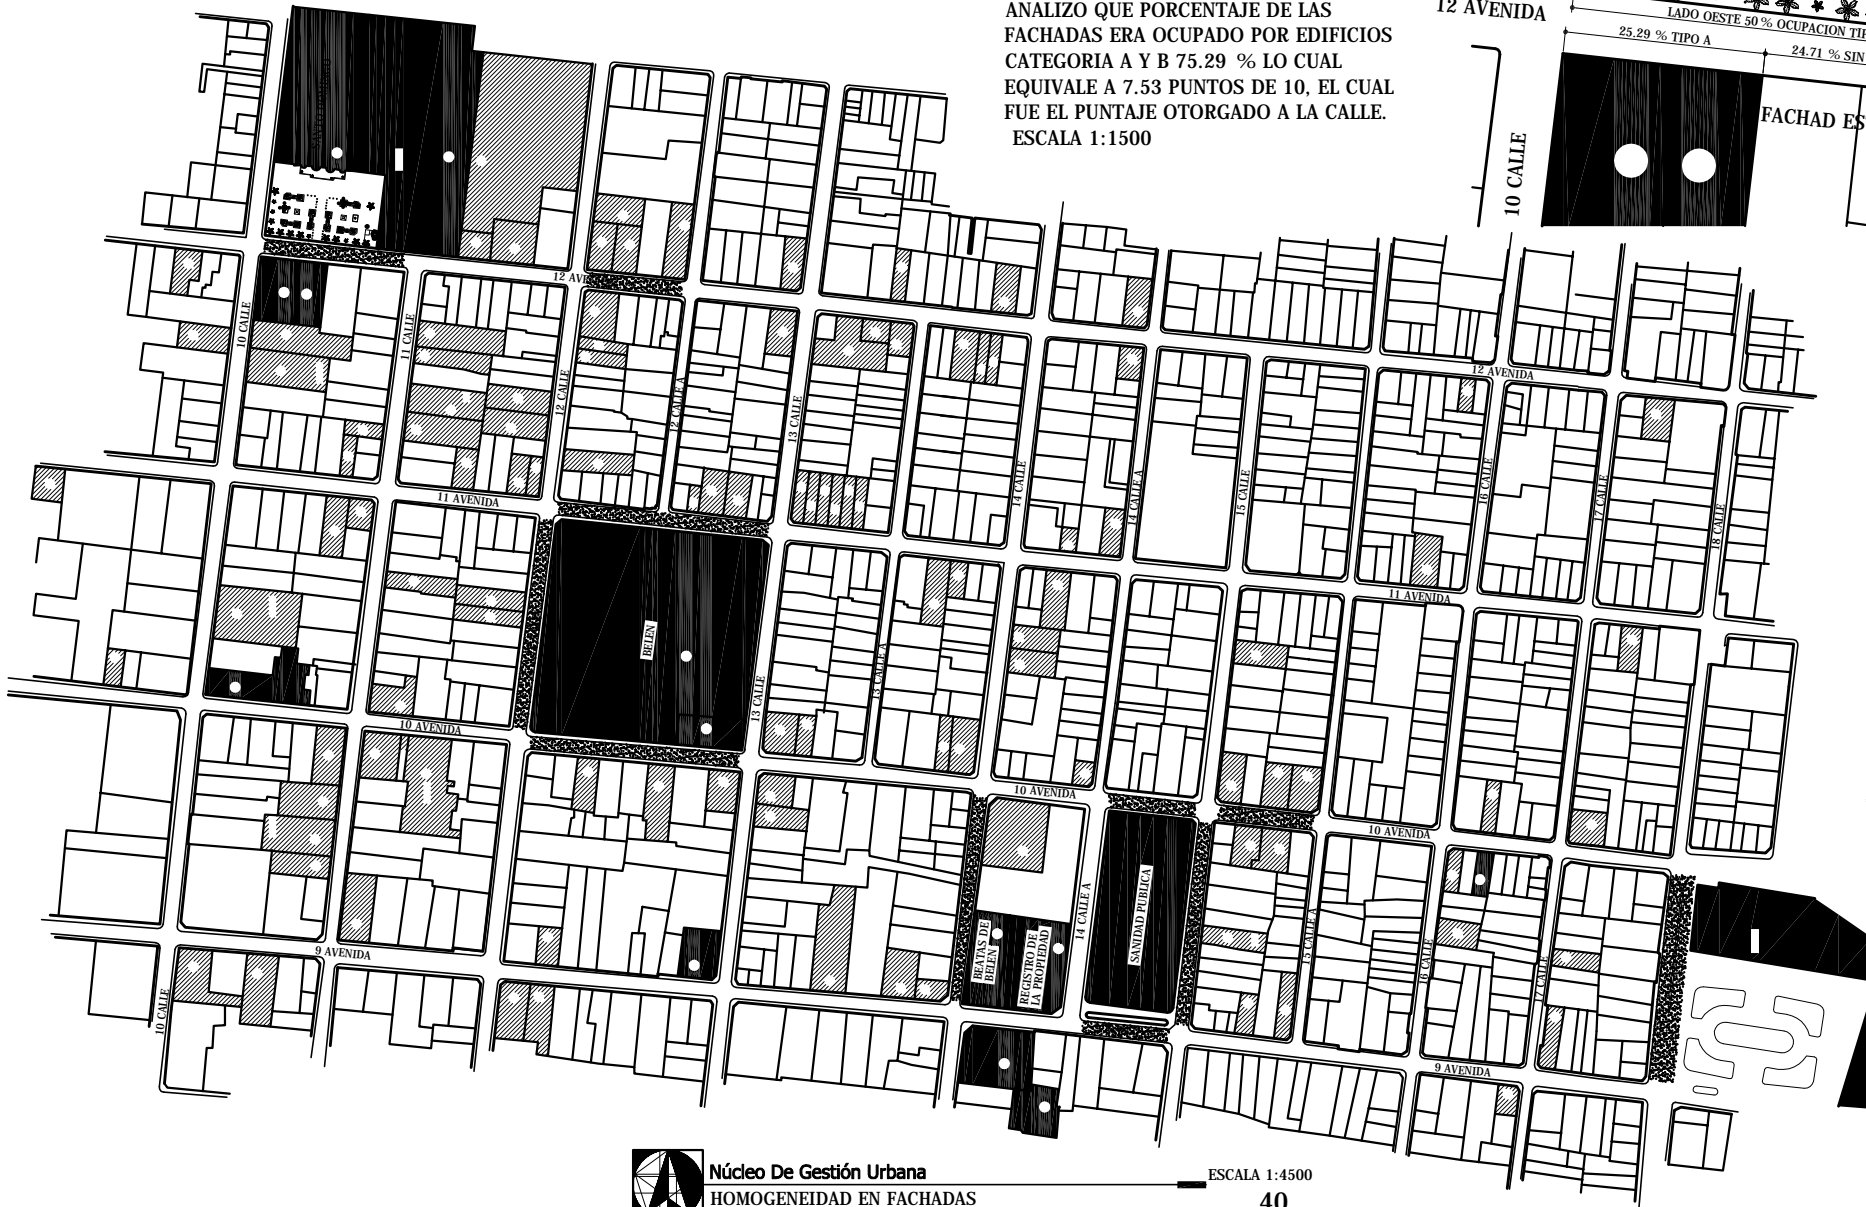 ANALIZO QUE PORCENTAJE DE LAS
FACHADAS ERA OCUPADO POR EDIFICIOS
CATEGORIA A Y B 75.29 % LO CUAL
EQUIVALE A 7.53 PUNTOS DE 10, EL CUAL
FUE EL PUNTAJE OTORGADO A LA CALLE.
ESCALA 1:1500
12 AVENIDA
LADO OESTE 50 % OCUPACION
25.29 % TIPO A
24.71 % SIN
FACHAD
10 CALLE
12
12 AVENIDA
10 CALLE
11 CALLE
12 CALLE
12 CALLE A
13 CALLE
14 CALLE
14 CALLE A
15 CALLE
16 CALLE
17 CALLE
18 CALLE
11 AVENIDA
11 AVENIDA
BELEN
13 CALLE
13 CALLE A
10 AVENIDA
10 AVENIDA
10 AVENIDA
BEATAS DE
BELEN
REGISTRO DE
LA PROPIEDAD
14 CALLE A
SANIDAD PUBLICA
15 CALLE A
16 CALLE
17 CALLE
9 AVENIDA
10 CALLE
9 AVENIDA
Núcleo De Gestión Urbana
ESCALA 1:4500
HOMOGENEIDAD EN FACHADAS
40